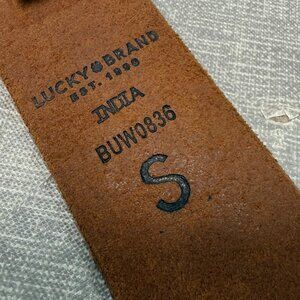 LUCKY BRAND
EST. 1990
INDIA
BUW0836
S